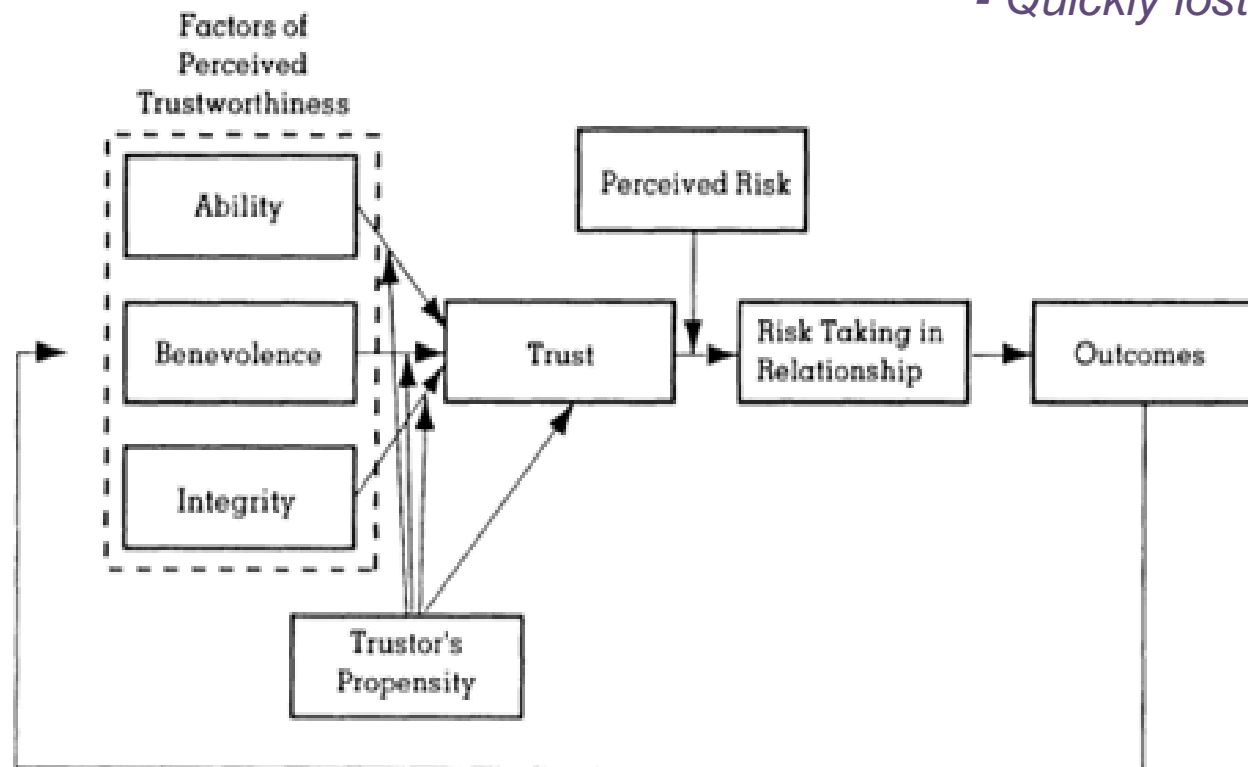 - Quickly lost
Factors of
Perceived
Trustworthiness
Ability
Perceived Risk
Benevolence
Trust
Risk Taking in
Relationship
Outcomes
Integrity
Trustor's
Propensity